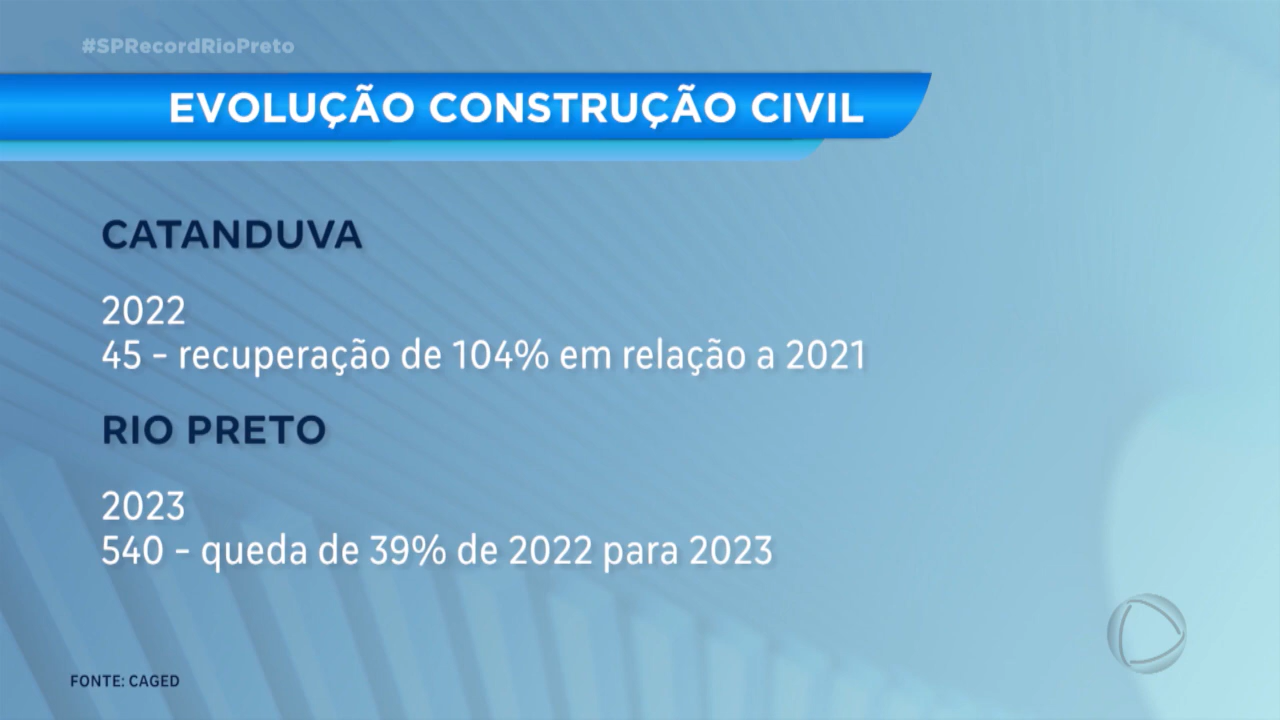 #SPRecordRioPreto
EVOLUÇÃO CONSTRUÇÃO CIVIL
CATANDUVA
2022
45 - recuperação de 104% em relação a 2021
RIO PRETO
2023
540 - queda de 39% de 2022 para 2023
FONTE: CAGED